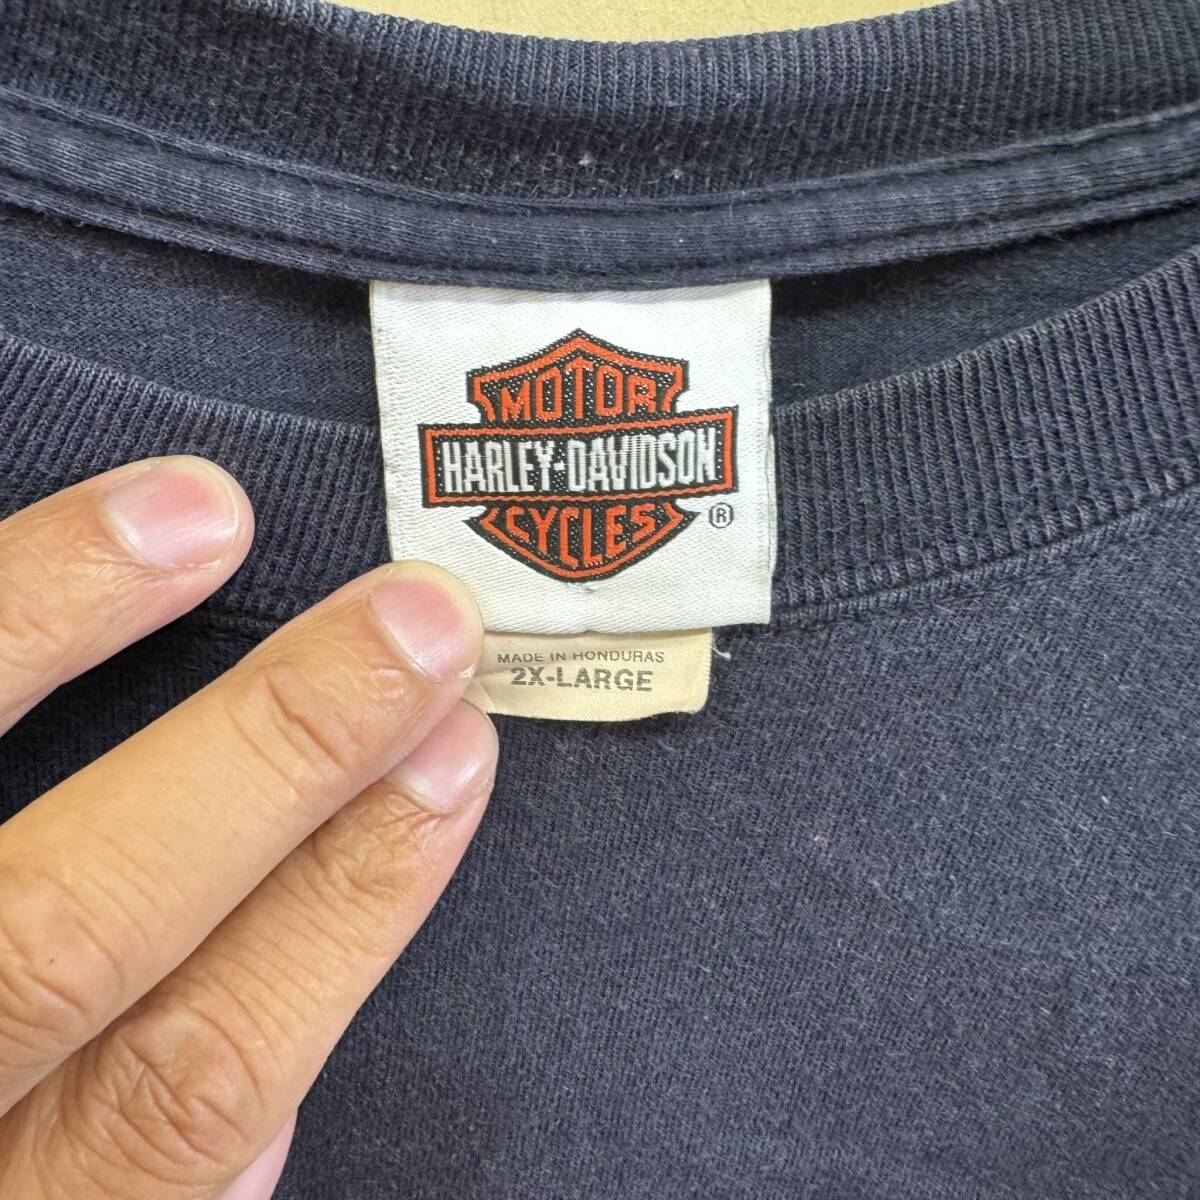 MOTOR
HARLEY-DAVIDSON
CYCLES
®
MADE IN HONDURAS
2X-LARGE